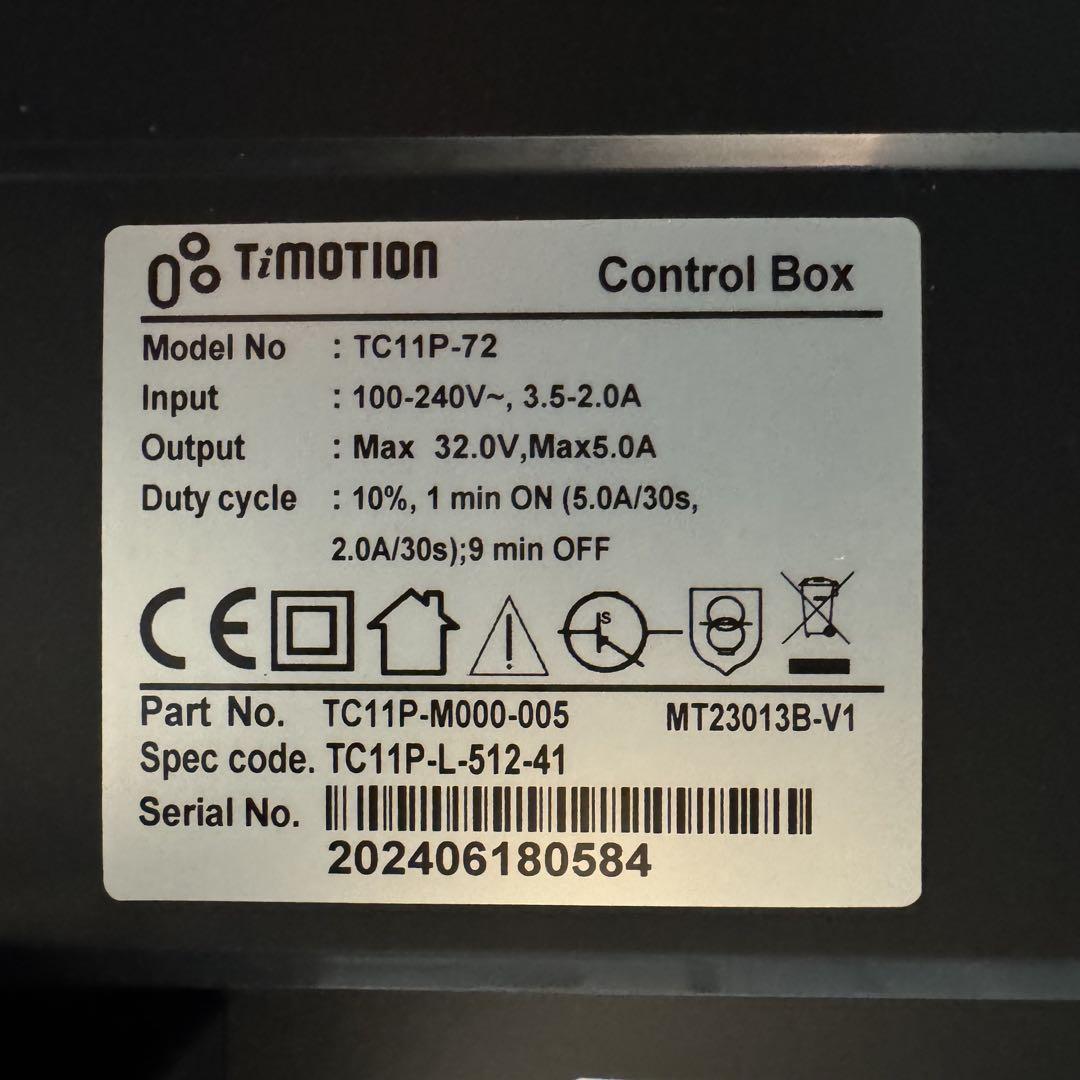 TiMOTION Control Box
Model No : TC11P-72
Input : 100-240V~, 3.5-2.0A
Output : Max 32.0V,Max5.0A
Duty cycle : 10%, 1 min ON (5.0A/30s,
2.0A/30s);9 min OFF
CE
S
Part No. TC11P-M000-005 MT23013B-V1
Spec code. TC11P-L-512-41
Serial No.
202406180584